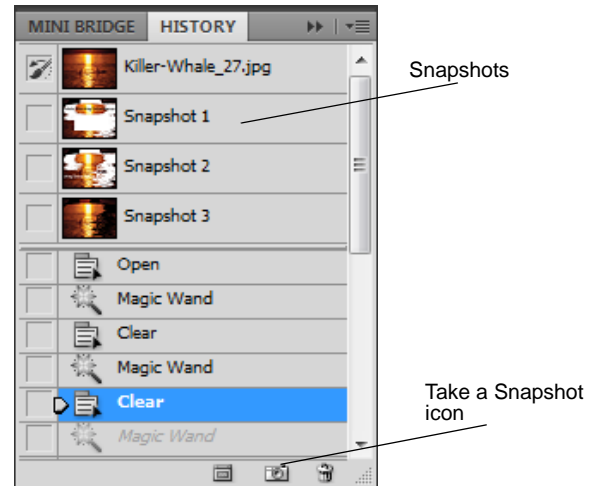 MINI BRIDGE HISTORY
Killer-Whale_27.jpg
Snapshots
Snapshot 1
Snapshot 2
Snapshot 3
Open
Magic Wand
Clear
Magic Wand
Clear
Magic Wand
Take a Snapshot
icon